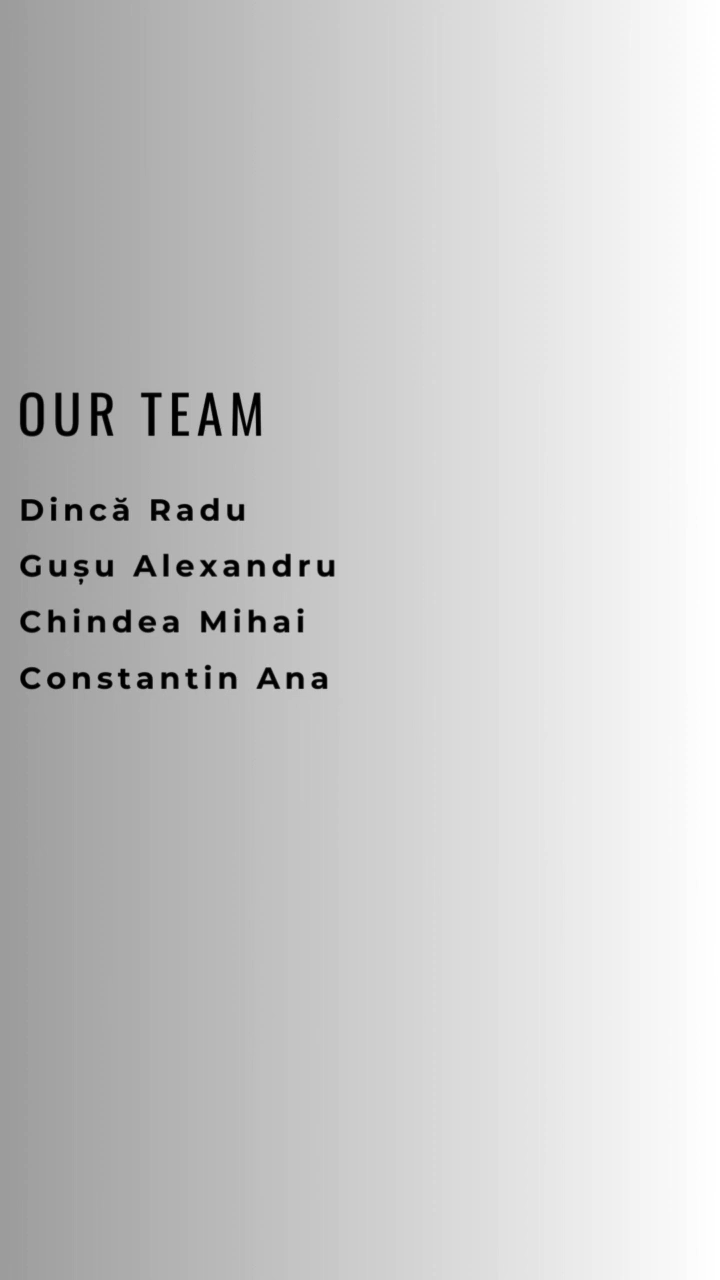 OUR TEAM
Dincă Radu
Gușu Alexandru
Chindea Mihai
Constantin Ana